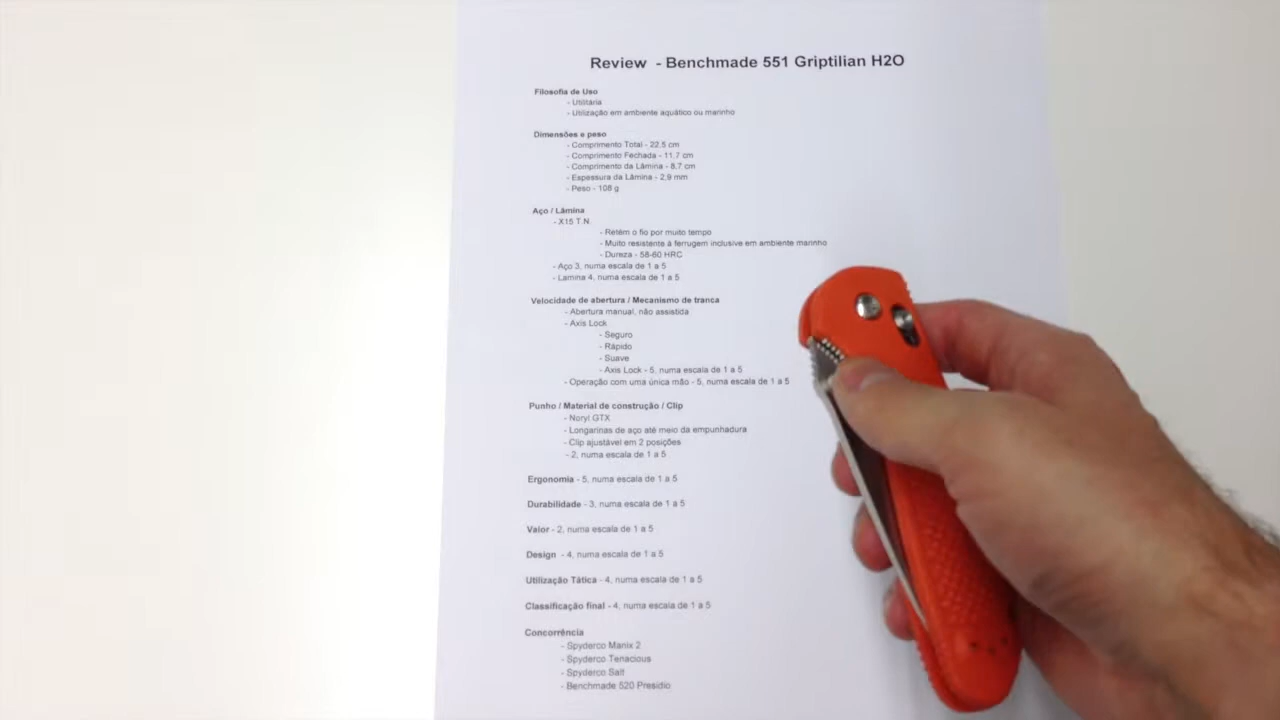 Review - Benchmade 551 Griptilian H2O
Filosofia de Uso
- Utilitária
- Utilização em ambiente aquático ou marinho
Dimensões e peso
- Comprimento Total - 22,5 cm
- Comprimento Fechada - 11,7 cm
- Comprimento da Lâmina - 8,7 cm
- Espessura da Lâmina - 2,9 mm
- Peso - 108 g
Aço / Lâmina
- X15 T.N.
- Retém o fio por muito tempo
- Muito resistente à ferrugem inclusive em ambiente marinho
- Dureza - 58-60 HRC
- Aço 3, numa escala de 1 a 5
- Lamina 4, numa escala de 1 a 5
Velocidade de abertura / Mecanismo de tranca
- Abertura manual, não assistida
- Axis Lock
- Seguro
- Rápido
- Suave
- Axis Lock - 5, numa escala de 1 a 5
- Operação com uma única mão - 5, numa escala de 1 a 5
Punho / Material de construção / Clip
- Noryl GTX
- Longarinas de aço até meio da empunhadura
- Clip ajustável em 2 posições
- 2, numa escala de 1 a 5
Ergonomia - 5, numa escala de 1 a 5
Durabilidade - 3, numa escala de 1 a 5
Valor - 2, numa escala de 1 a 5
Design - 4, numa escala de 1 a 5
Utilização Tática - 4, numa escala de 1 a 5
Classificação final - 4, numa escala de 1 a 5
Concorrência
- Spyderco Manix 2
- Spyderco Tenacious
- Spyderco Salt
- Benchmade 520 Presidio